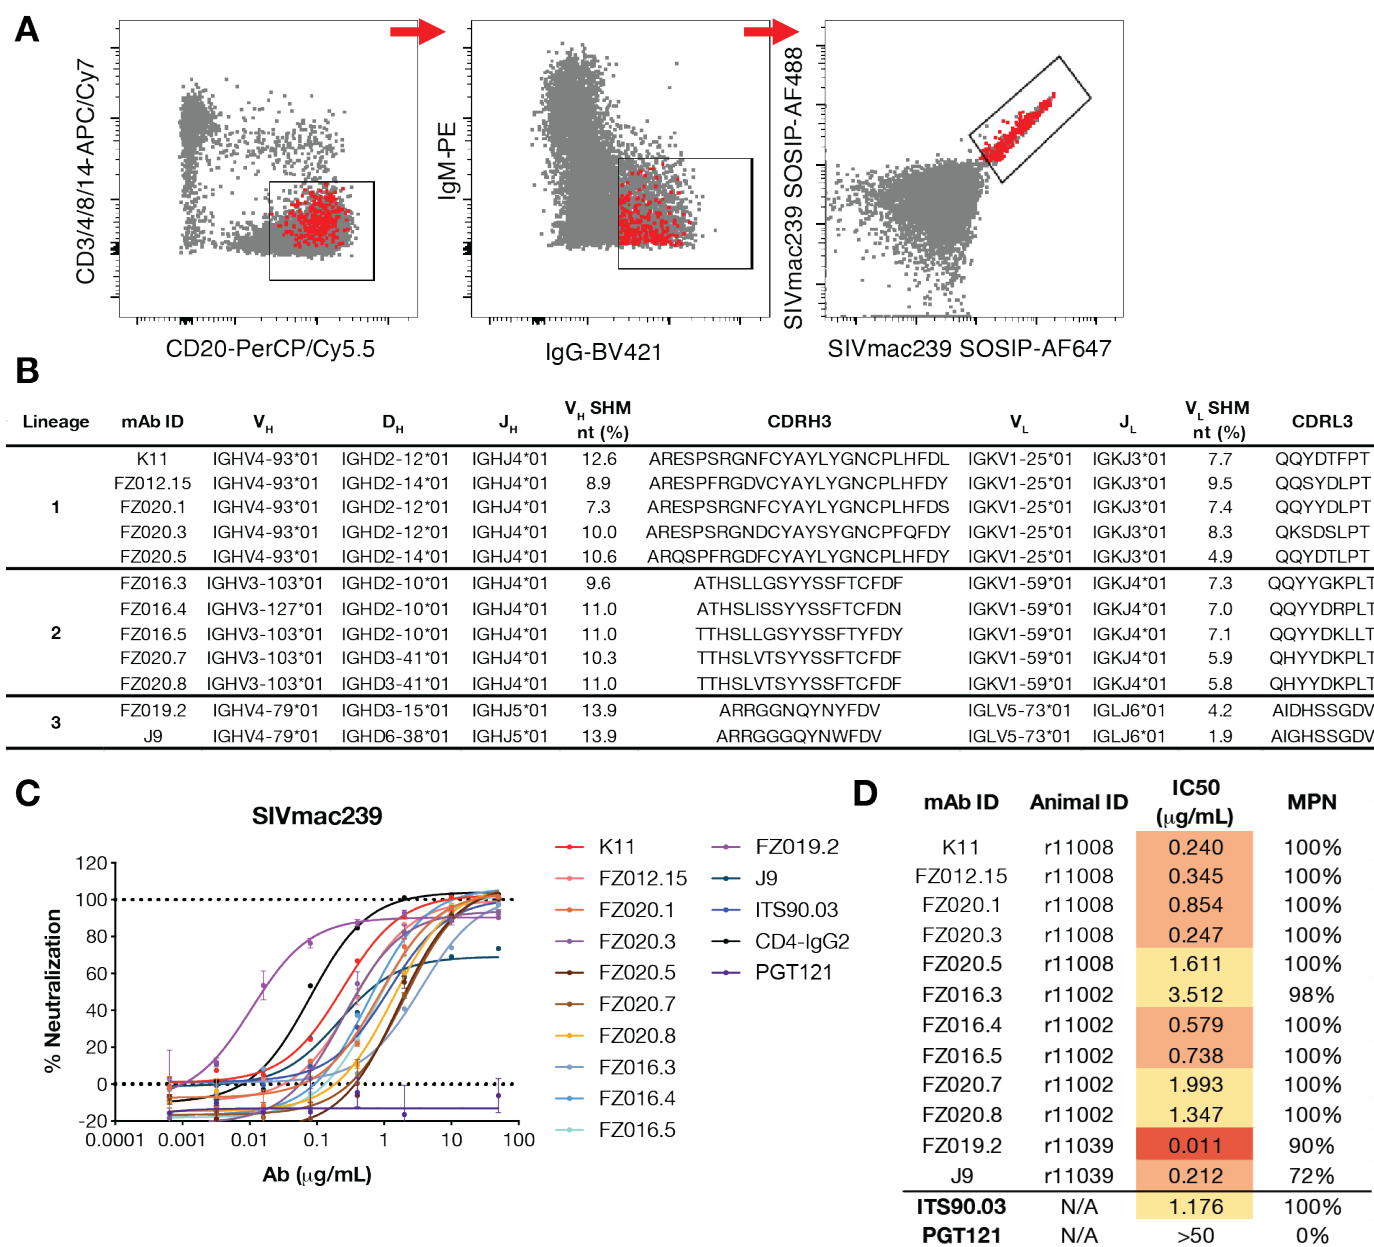 A
CD3/4/8/14-APC/Cy7
CD20-PerCP/Cy5.5
IgM-PE
IgG-BV421
SIVmac239 SOSIP-AF488
SIVmac239 SOSIP-AF647
B
Lineage mAb ID VH DH JH VH SHM nt (%) CDRH3 VL JL VL SHM nt (%) CDRL3
1
K11 IGHV4-93*01 IGHD2-12*01 IGHJ4*01 12.6 ARESPSRGNFCYAYLYGNCPLHFDL IGKV1-25*01 IGKJ3*01 7.7 QQYDTFPT
FZ012.15 IGHV4-93*01 IGHD2-14*01 IGHJ4*01 8.9 ARESPFRGDVCYAYLYGNCPLHFDY IGKV1-25*01 IGKJ3*01 9.5 QQSYDLPT
FZ020.1 IGHV4-93*01 IGHD2-12*01 IGHJ4*01 7.3 ARESPSRGNFCYAYLYGNCPLHFDS IGKV1-25*01 IGKJ3*01 7.4 QQYYDLPT
FZ020.3 IGHV4-93*01 IGHD2-12*01 IGHJ4*01 10.0 ARESPSRGNDCYAYSYGNCPFQFDY IGKV1-25*01 IGKJ3*01 8.3 QKSDSLPT
FZ020.5 IGHV4-93*01 IGHD2-14*01 IGHJ4*01 10.6 ARQSPFRGDFCYAYLYGNCPLHFDY IGKV1-25*01 IGKJ3*01 4.9 QQYDTLPT
2
FZ016.3 IGHV3-103*01 IGHD2-10*01 IGHJ4*01 9.6 ATHSLLGSYYSSFTCFDF IGKV1-59*01 IGKJ4*01 7.3 QQYYGKPLT
FZ016.4 IGHV3-127*01 IGHD2-10*01 IGHJ4*01 11.0 ATHSLISSYYSSFTCFDN IGKV1-59*01 IGKJ4*01 7.0 QQYYDRPLT
FZ016.5 IGHV3-103*01 IGHD2-10*01 IGHJ4*01 11.0 TTHSLLGSYYSSFTYFDY IGKV1-59*01 IGKJ4*01 7.1 QQYYDKLLT
FZ020.7 IGHV3-103*01 IGHD3-41*01 IGHJ4*01 10.3 TTHSLVTSYYSSFTCFDF IGKV1-59*01 IGKJ4*01 5.9 QHYYDKPLT
FZ020.8 IGHV3-103*01 IGHD3-41*01 IGHJ4*01 11.0 TTHSLVTSYYSSFTCFDF IGKV1-59*01 IGKJ4*01 5.8 QHYYDKPLT
3
FZ019.2 IGHV4-79*01 IGHD3-15*01 IGHJ5*01 13.9 ARRGGNQYNYFDV IGLV5-73*01 IGLJ6*01 4.2 AIDHSSGDV
J9 IGHV4-79*01 IGHD6-38*01 IGHJ5*01 13.9 ARRGGGQYNWFDV IGLV5-73*01 IGLJ6*01 1.9 AIGHSSGDV
C
SIVmac239
% Neutralization
120
100
80
60
40
20
0
-20
0.0001 0.001 0.01 0.1 1 10 100
Ab (μg/mL)
K11
FZ012.15
FZ020.1
FZ020.3
FZ020.5
FZ020.7
FZ020.8
FZ016.3
FZ016.4
FZ016.5
FZ019.2
J9
ITS90.03
CD4-IgG2
PGT121
D
mAb ID Animal ID IC50 (μg/mL) MPN
K11 r11008 0.240 100%
FZ012.15 r11008 0.345 100%
FZ020.1 r11008 0.854 100%
FZ020.3 r11008 0.247 100%
FZ020.5 r11008 1.611 100%
FZ016.3 r11002 3.512 98%
FZ016.4 r11002 0.579 100%
FZ016.5 r11002 0.738 100%
FZ020.7 r11002 1.993 100%
FZ020.8 r11002 1.347 100%
FZ019.2 r11039 0.011 90%
J9 r11039 0.212 72%
ITS90.03 N/A 1.176 100%
PGT121 N/A >50 0%